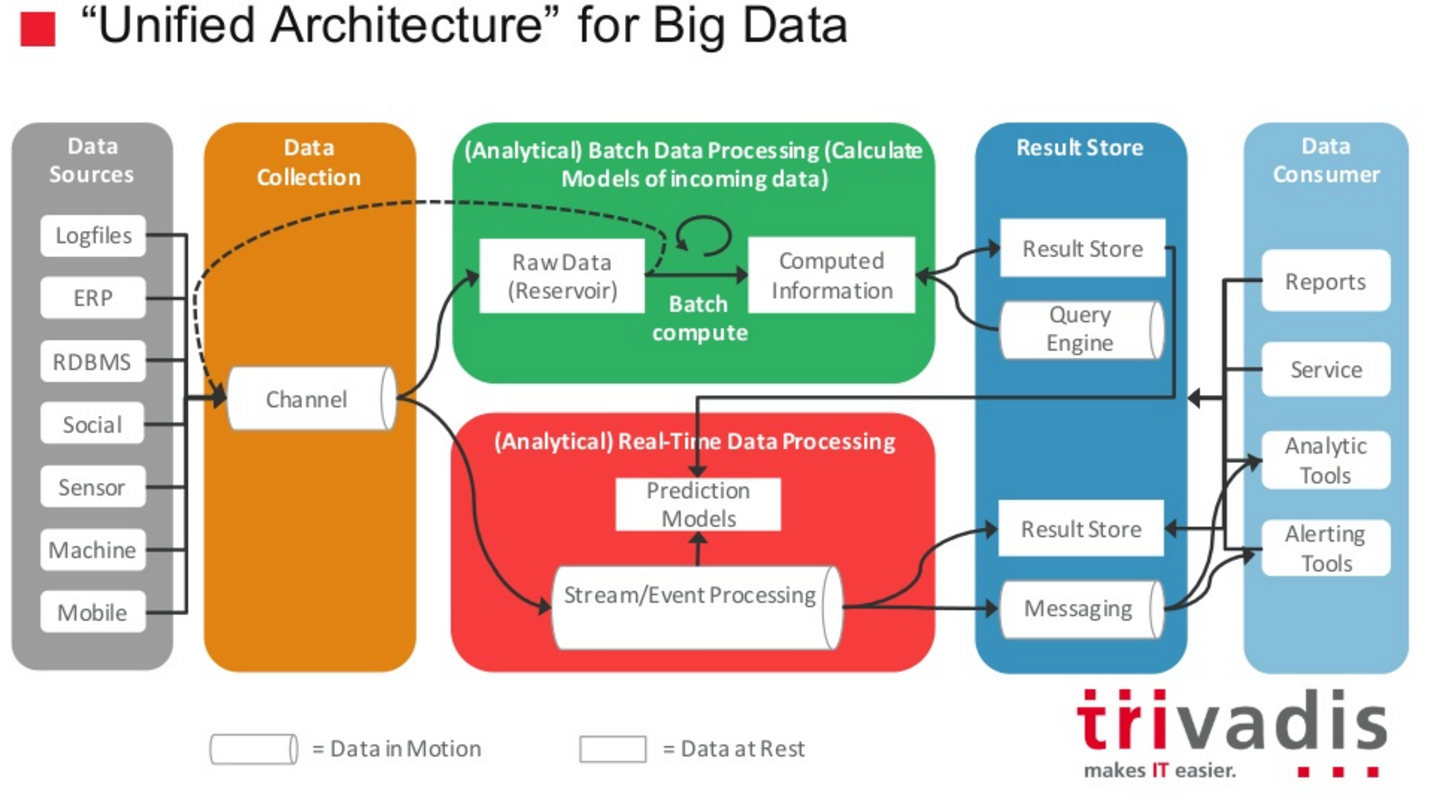 “Unified Architecture” for Big Data
Data
Sources
Logfiles
ERP
RDBMS
Social
Sensor
Machine
Mobile
Data
Collection
Channel
(Analytical) Batch Data Processing (Calculate
Models of incoming data)
Raw Data
(Reservoir)
Batch
compute
Computed
Information
(Analytical) Real-Time Data Processing
Prediction
Models
Stream/Event Processing
Result Store
Result Store
Query
Engine
Result Store
Messaging
Data
Consumer
Reports
Service
Analytic
Tools
Alerting
Tools
= Data in Motion
= Data at Rest
trivadis
makes IT easier.